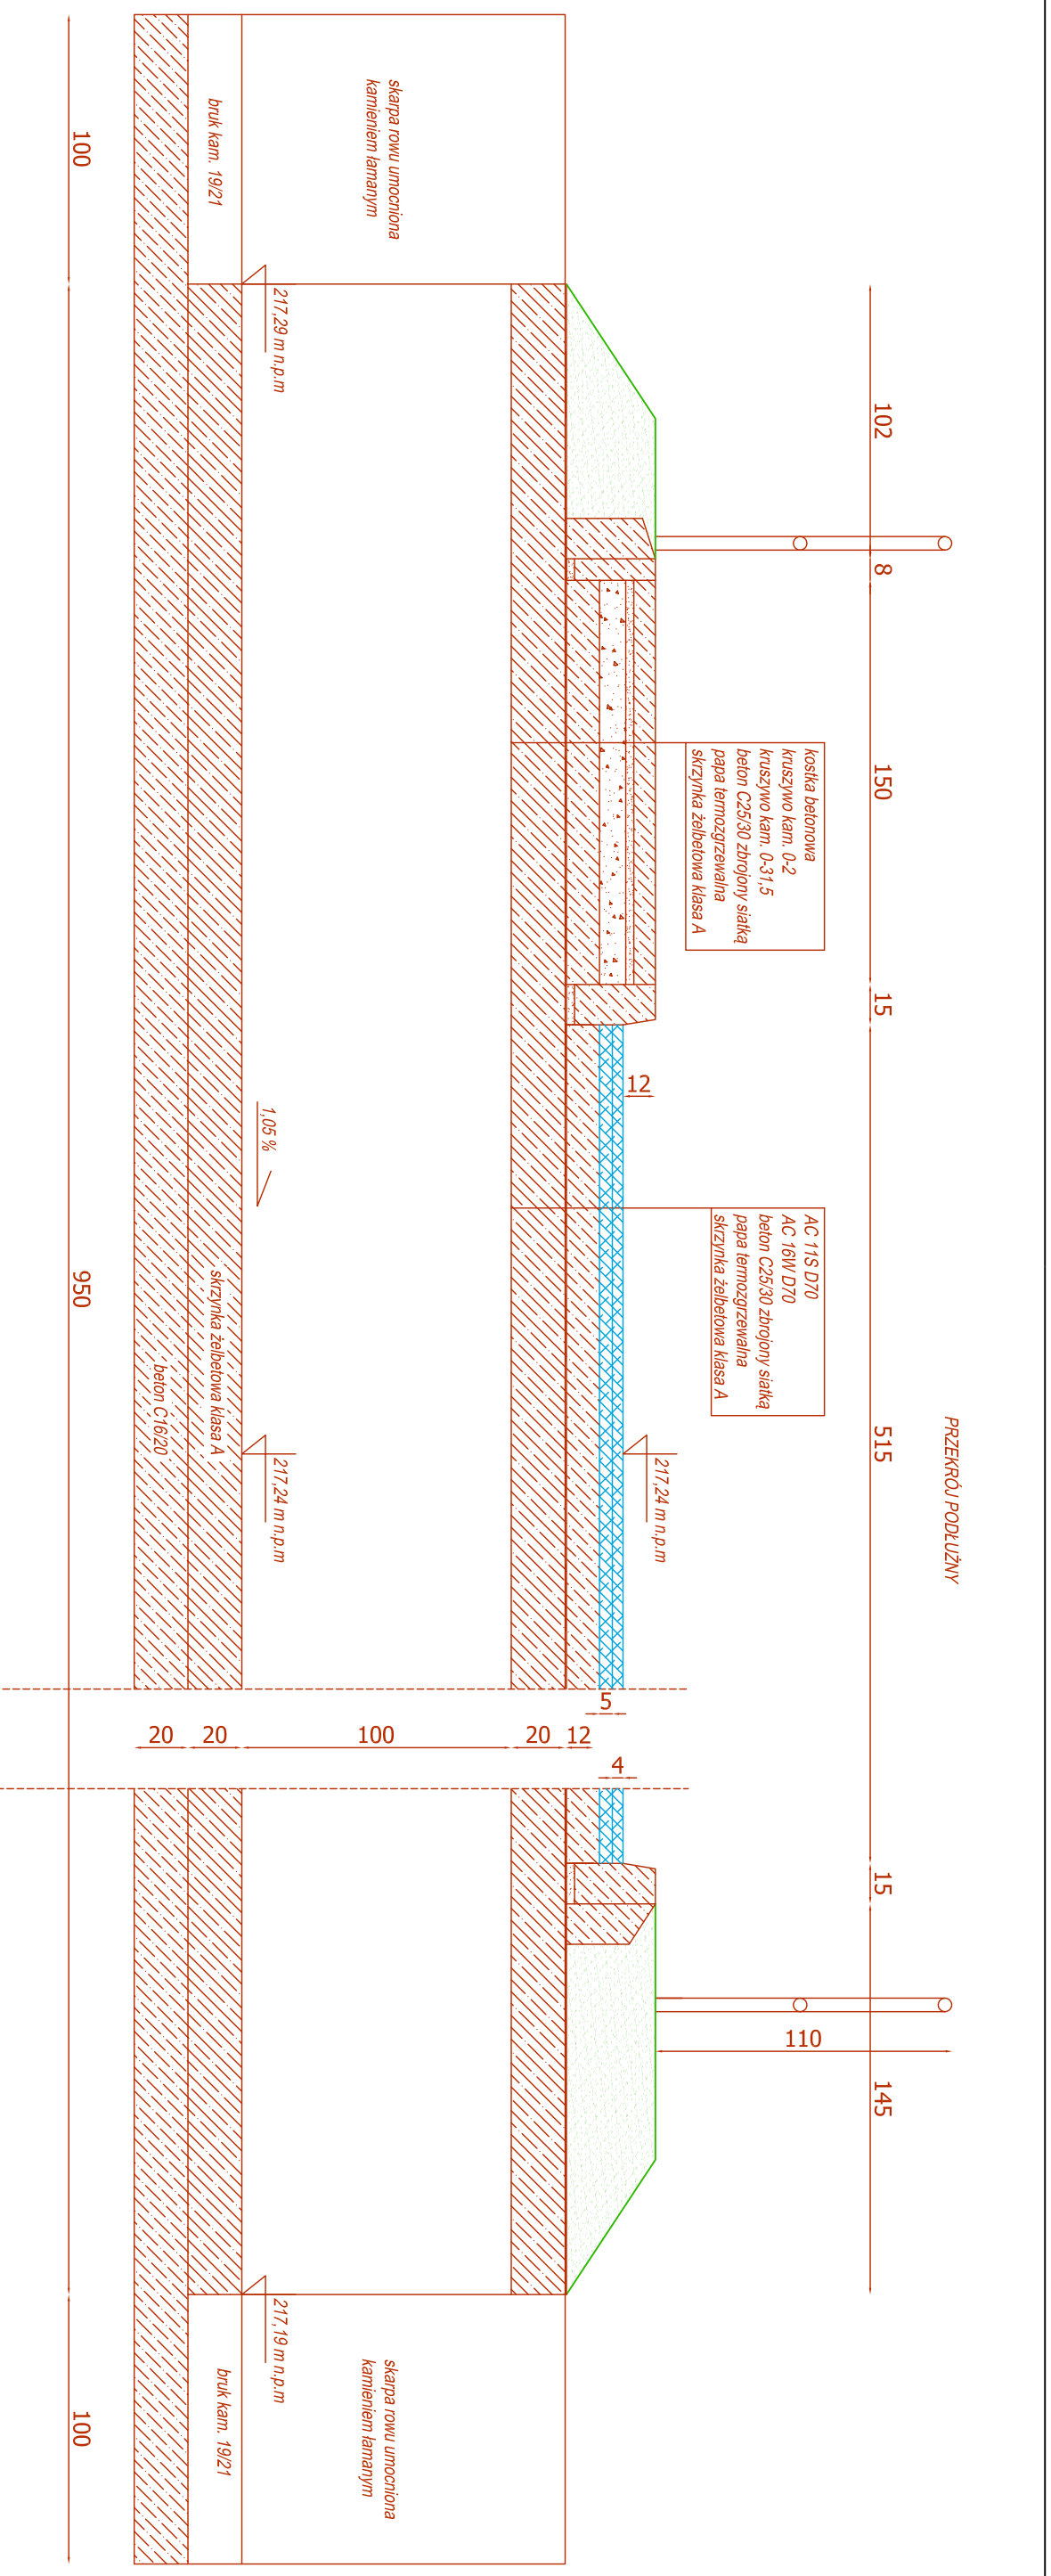 PRZEKRÓJ PODŁUŻNY
110
102
8
150
15
515
15
145
kostka betonowa
kruszywo kam. 0-2
kruszywo kam. 0-31,5
beton C25/30 zbrojony siatką
papa termozgrzewalna
skrzynka żelbetowa klasa A
AC 11S D70
AC 16W D70
beton C25/30 zbrojony siatką
papa termozgrzewalna
skrzynka żelbetowa klasa A
12
217,24 m n.p.m
5
4
12
20
100
20
20
skarpa rowu umocniona
kamieniem łamanym
skarpa rowu umocniona
kamieniem łamanym
217,29 m n.p.m
1,05 %
217,24 m n.p.m
217,19 m n.p.m
bruk kam. 19/21
skrzynka żelbetowa klasa A
bruk kam. 19/21
beton C16/20
100
950
100